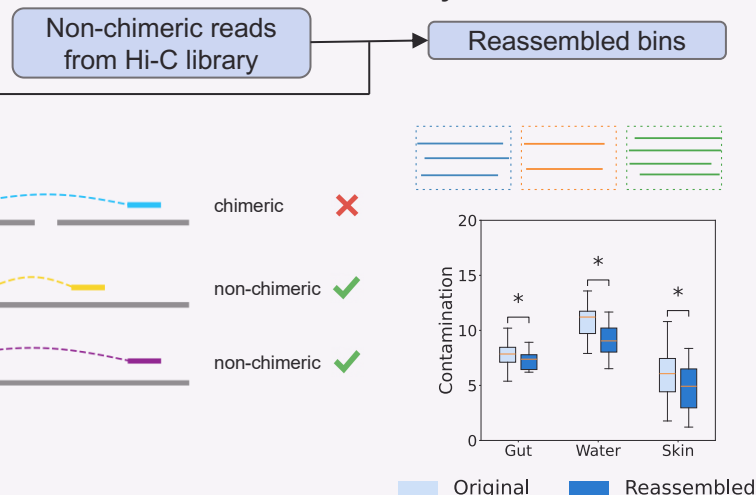 Non-chimeric reads
from Hi-C library
Reassembled bins
chimeric
non-chimeric
non-chimeric
Contamination
20
15
10
5
0
*
*
*
Gut
Water
Skin
Original
Reassembled